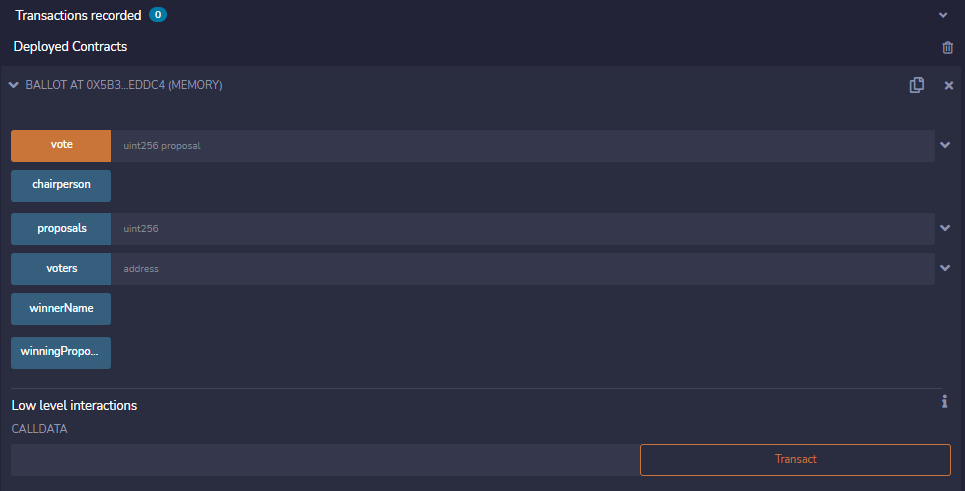 Transactions recorded 0
Deployed Contracts
BALLOT AT 0X5B3...EDDC4 (MEMORY)
vote uint256 proposal
chairperson
proposals uint256
voters address
winnerName
winningPropo...
Low level interactions
CALLDATA
Transact